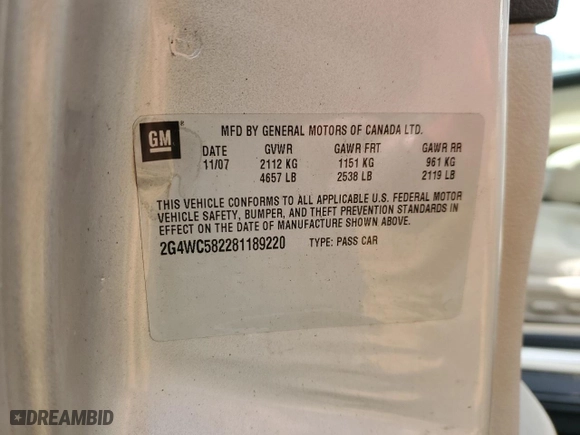 GM ®
MFD BY GENERAL MOTORS OF CANADA LTD.
DATE GVWR GAWR FRT GAWR RR
11/07 2112 KG 1151 KG 961 KG
4657 LB 2538 LB 2119 LB
THIS VEHICLE CONFORMS TO ALL APPLICABLE U.S. FEDERAL MOTOR
VEHICLE SAFETY, BUMPER, AND THEFT PREVENTION STANDARDS IN
EFFECT ON THE DATE OF MANUFACTURE SHOWN ABOVE.
2G4WC582281189220 TYPE: PASS CAR
DREAMBID